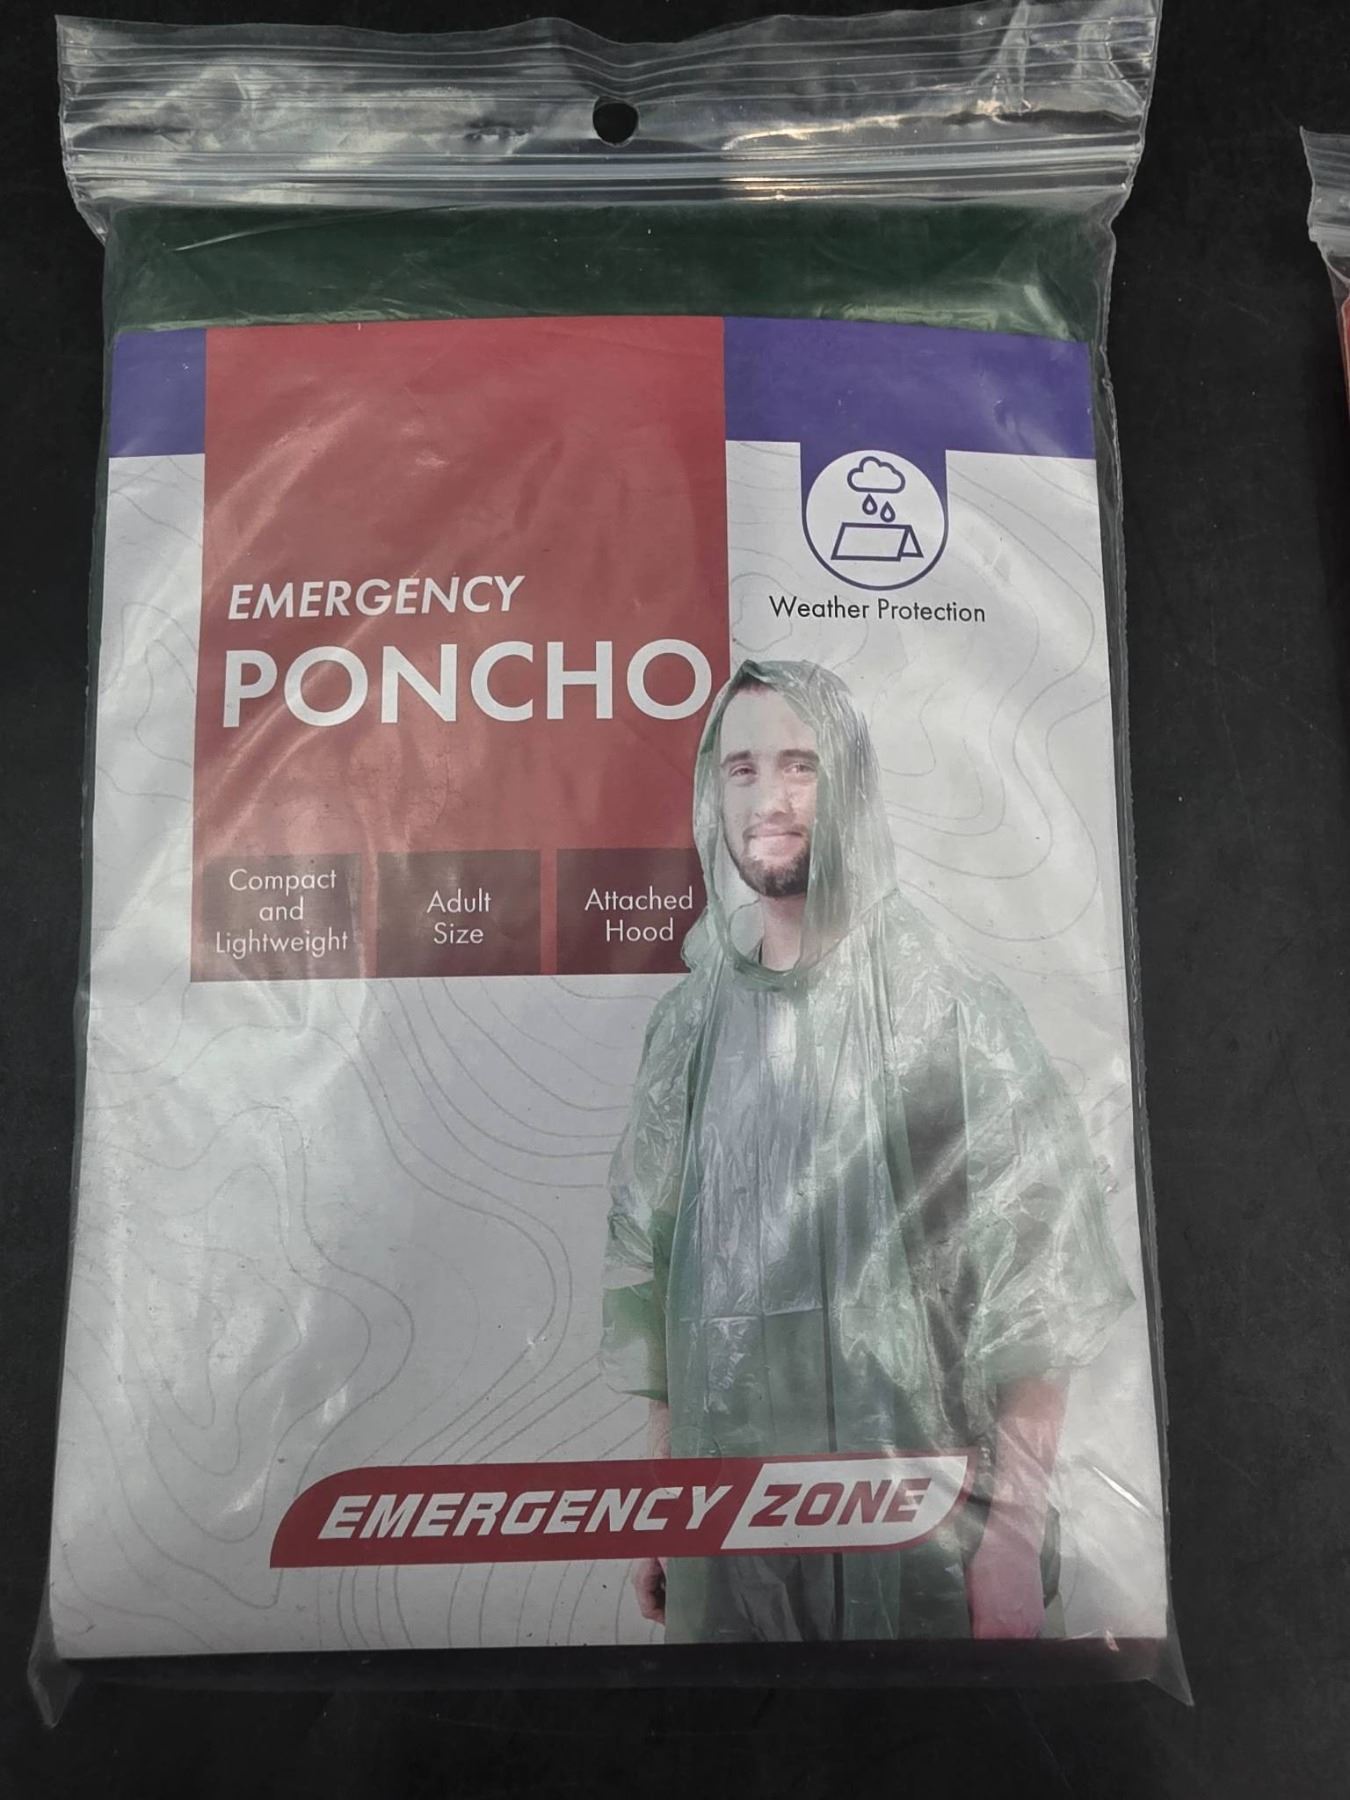 EMERGENCY
PONCHO
Weather Protection
Compact
and
Lightweight
Adult
Size
Attached
Hood
EMERGENCY ZONE